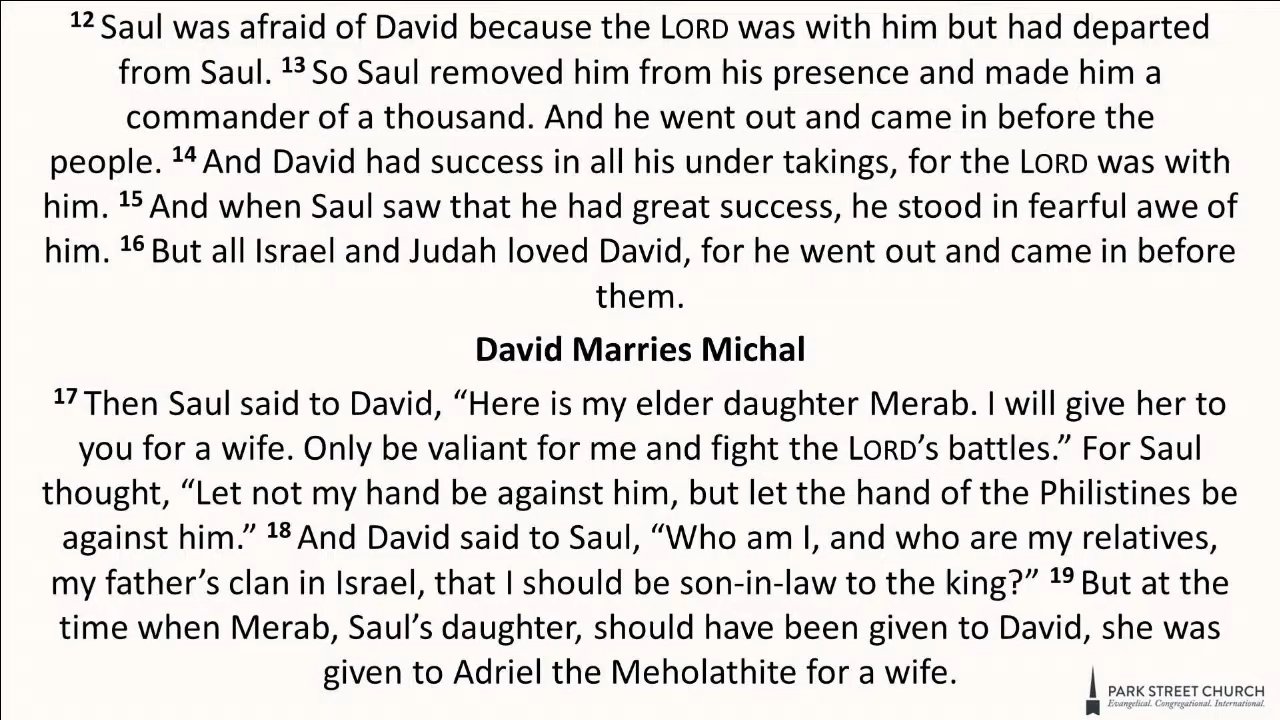 12 Saul was afraid of David because the LORD was with him but had departed
from Saul. 13 So Saul removed him from his presence and made him a
commander of a thousand. And he went out and came in before the
people. 14 And David had success in all his under takings, for the LORD was with
him. 15 And when Saul saw that he had great success, he stood in fearful awe of
him. 16 But all Israel and Judah loved David, for he went out and came in before
them.
David Marries Michal
17 Then Saul said to David, “Here is my elder daughter Merab. I will give her to
you for a wife. Only be valiant for me and fight the LORD’s battles.” For Saul
thought, “Let not my hand be against him, but let the hand of the Philistines be
against him.” 18 And David said to Saul, “Who am I, and who are my relatives,
my father’s clan in Israel, that I should be son-in-law to the king?” 19 But at the
time when Merab, Saul’s daughter, should have been given to David, she was
given to Adriel the Meholathite for a wife.
PARK STREET CHURCH
Evangelical. Congregational. International.